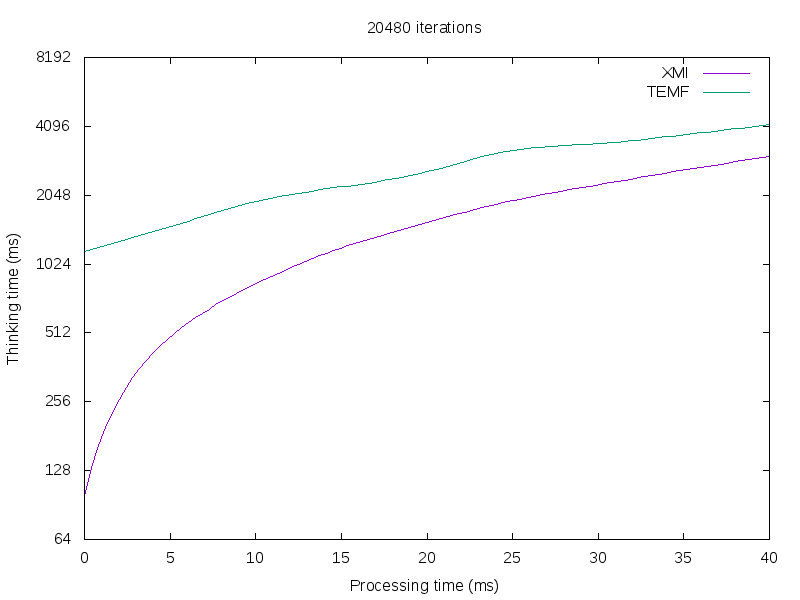 20480 iterations
8192
4096
2048
1024
512
256
128
64
Thinking time (ms)
XMI
TEMF
0 5 10 15 20 25 30 35 40
Processing time (ms)